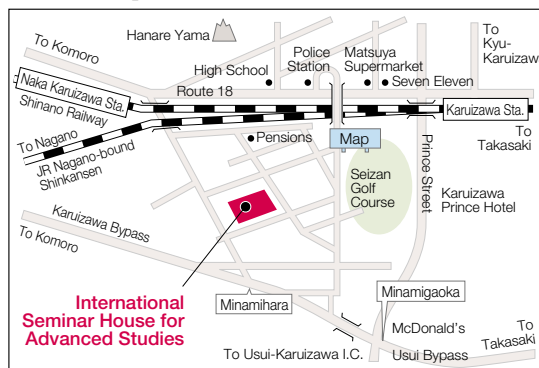 To Komoro
Hanare Yama
Police
Station
Matsuya
Supermarket
To
Kyu-
Karuizaw
High School
Seven Eleven
Route 18
Naka Karuizawa Sta.
Shinano Railway
Karuizawa Sta.
To Nagano
JR Nagano-bound
Shinkansen
Pensions
Map
To
Takasaki
Seizan
Golf
Course
Prince Street
Karuizawa
Prince Hotel
Karuizawa Bypass
To Komoro
International
Seminar House for
Advanced Studies
Minamihara
Minamigaoka
McDonald's
To Usui-Karuizawa I.C.
Usui Bypass
To
Takasaki